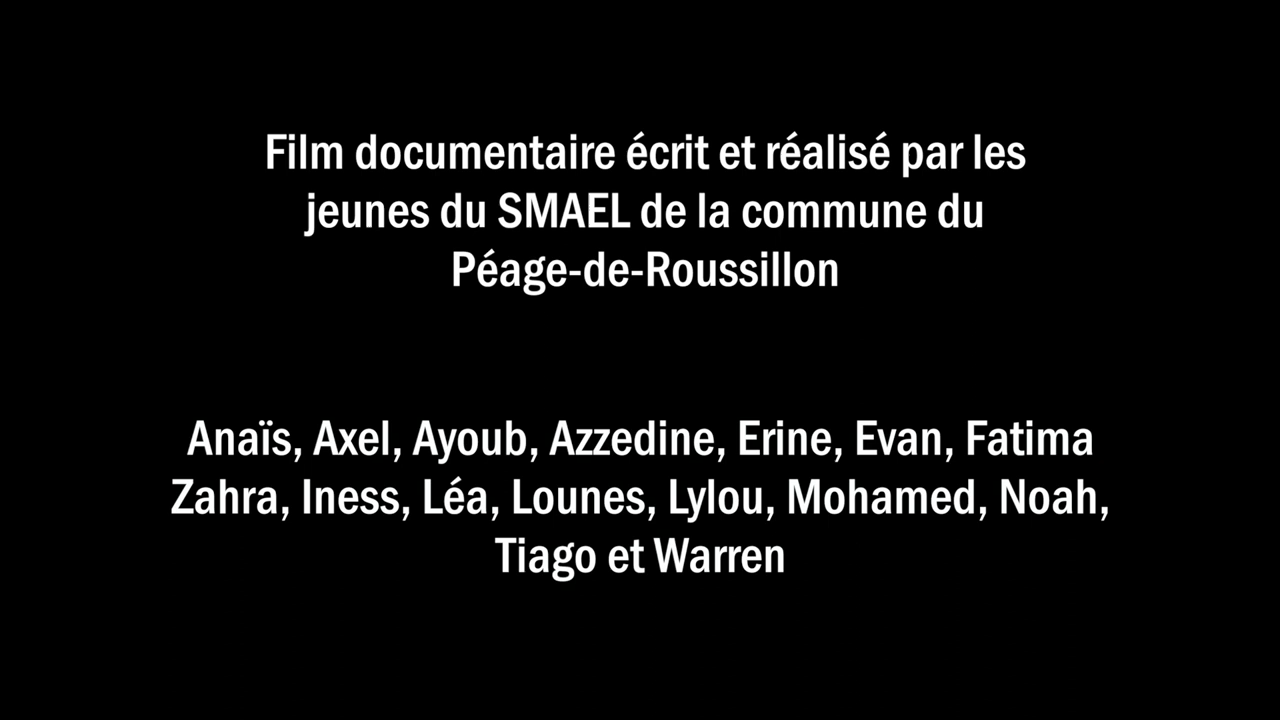 Film documentaire écrit et réalisé par les
jeunes du SMAEL de la commune du
Péage-de-Roussillon
Anaïs, Axel, Ayoub, Azzedine, Erine, Evan, Fatima
Zahra, Iness, Léa, Lounes, Lylou, Mohamed, Noah,
Tiago et Warren